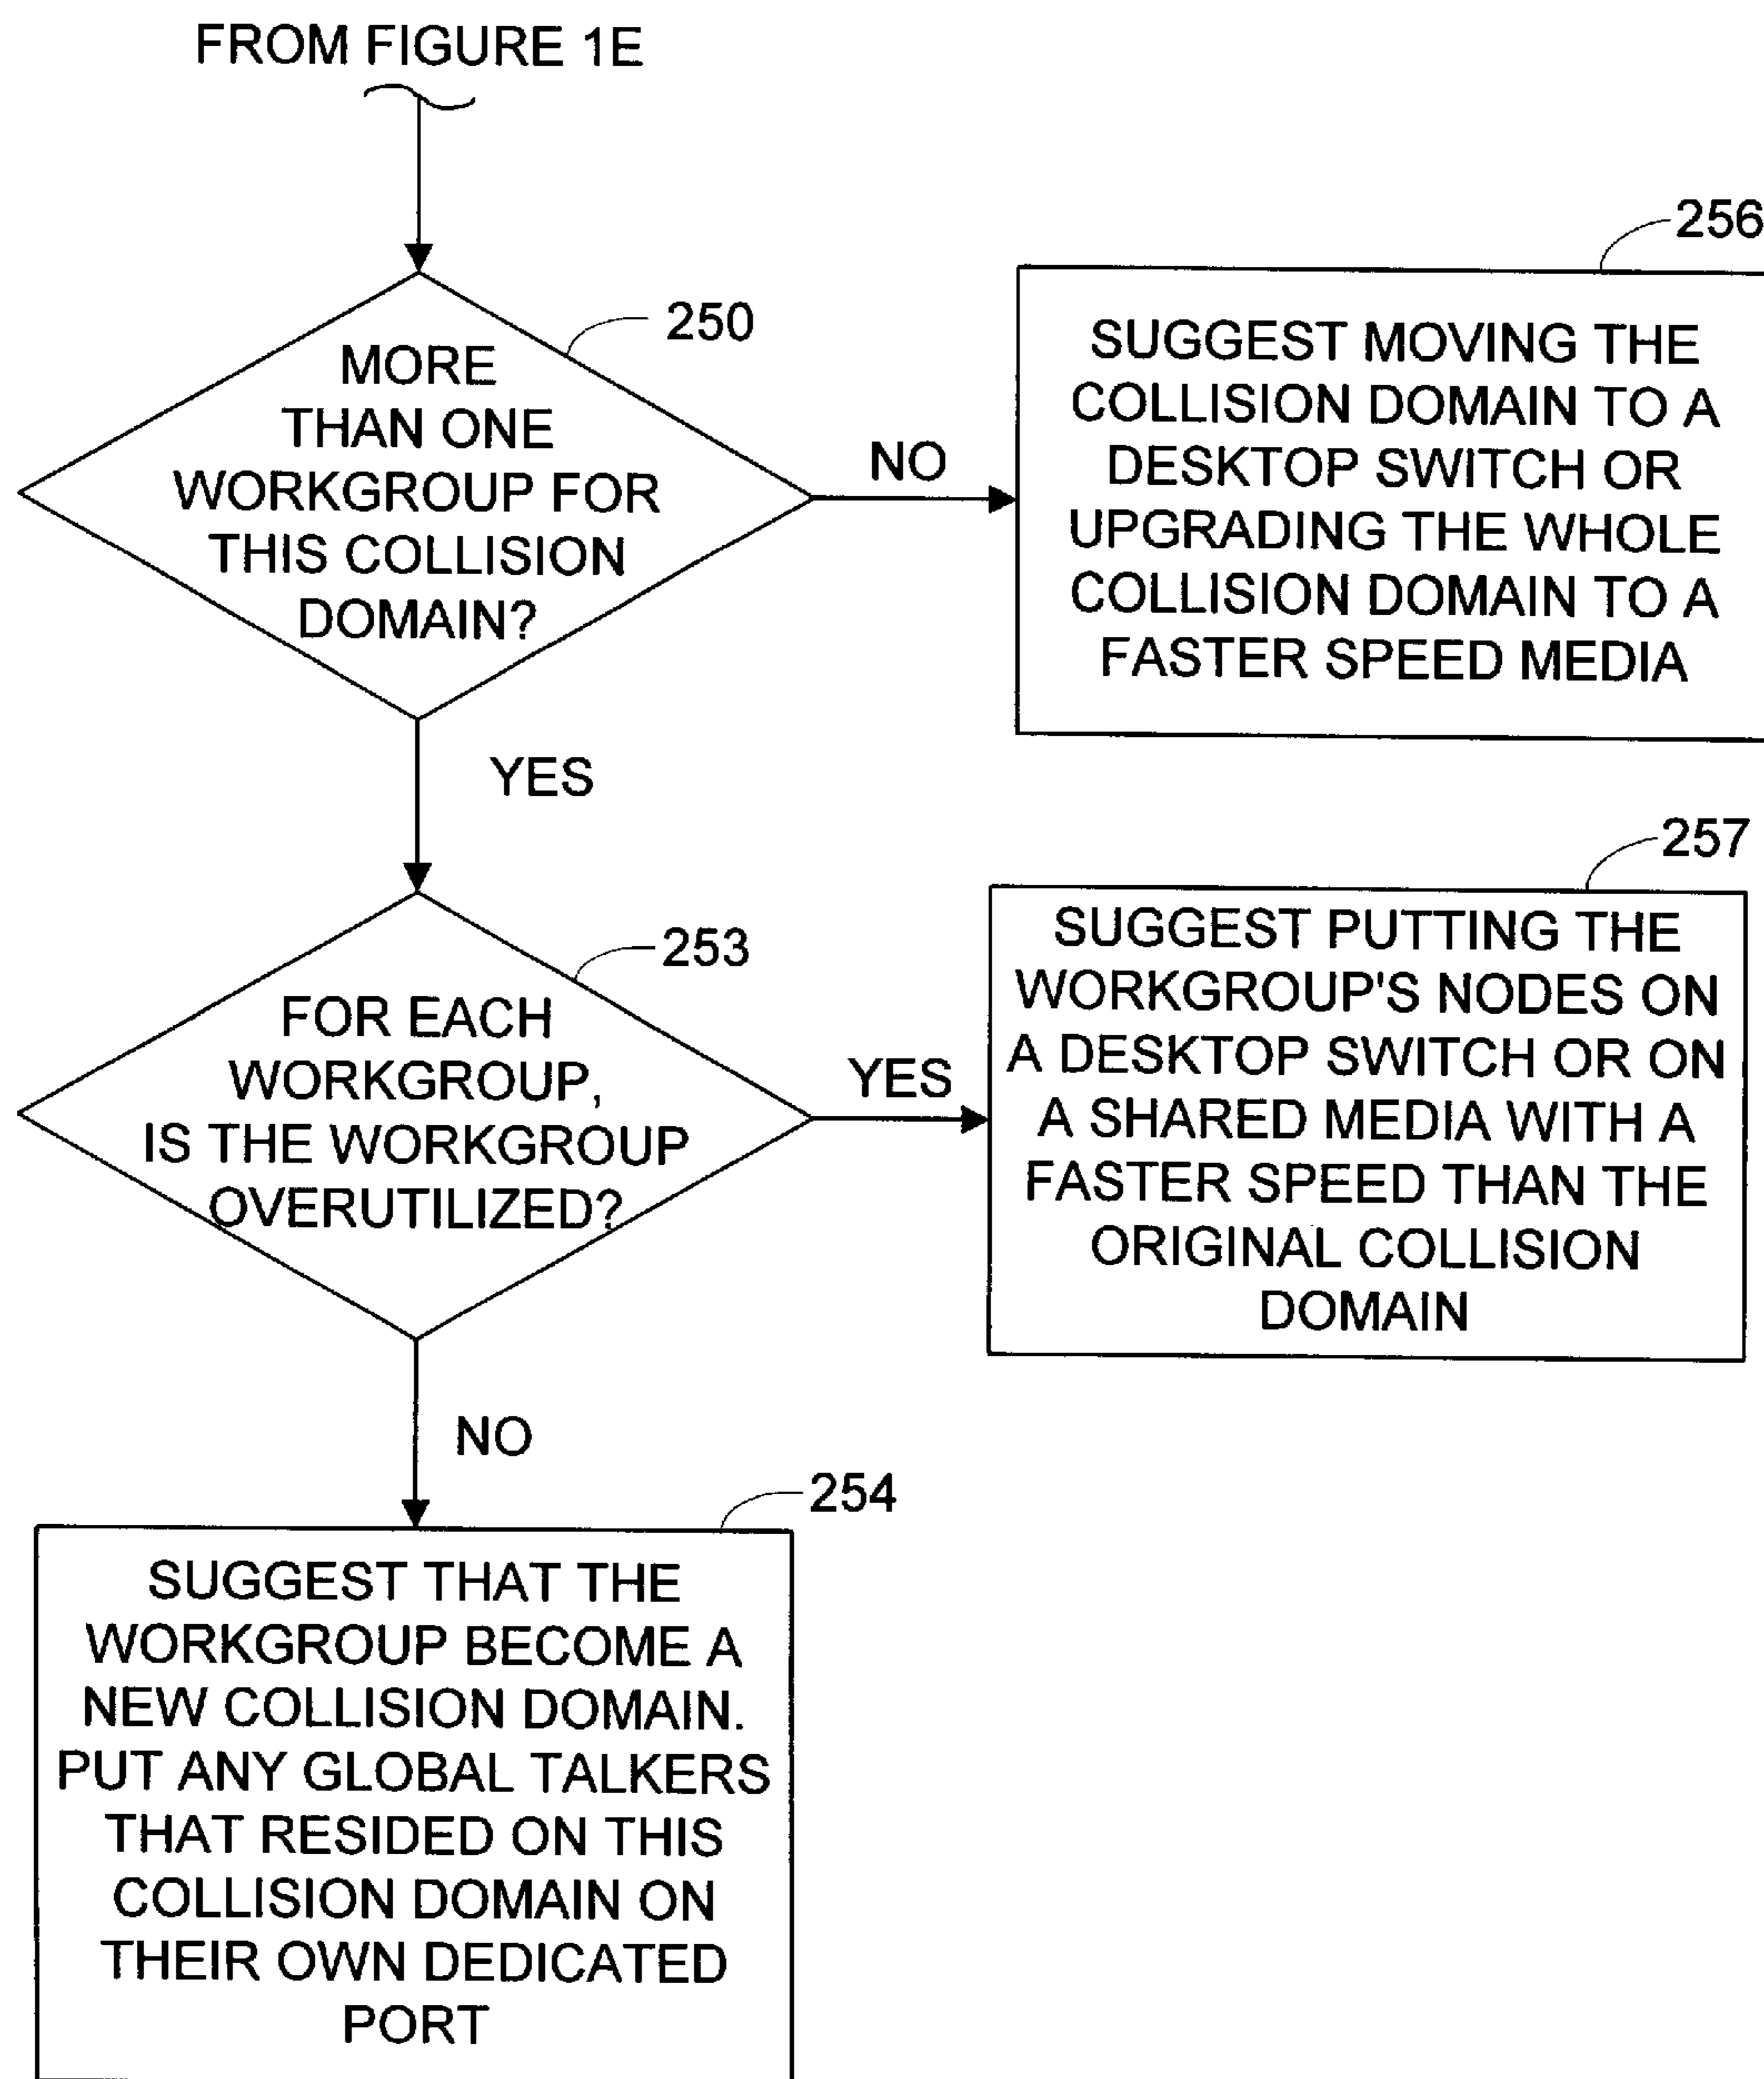 FROM FIGURE 1E
250
MORE
THAN ONE
WORKGROUP FOR
THIS COLLISION
DOMAIN?
NO
256
SUGGEST MOVING THE
COLLISION DOMAIN TO A
DESKTOP SWITCH OR
UPGRADING THE WHOLE
COLLISION DOMAIN TO A
FASTER SPEED MEDIA
YES
253
FOR EACH
WORKGROUP,
IS THE WORKGROUP
OVERUTILIZED?
YES
257
SUGGEST PUTTING THE
WORKGROUP'S NODES ON
A DESKTOP SWITCH OR ON
A SHARED MEDIA WITH A
FASTER SPEED THAN THE
ORIGINAL COLLISION
DOMAIN
NO
254
SUGGEST THAT THE
WORKGROUP BECOME A
NEW COLLISION DOMAIN.
PUT ANY GLOBAL TALKERS
THAT RESIDED ON THIS
COLLISION DOMAIN ON
THEIR OWN DEDICATED
PORT